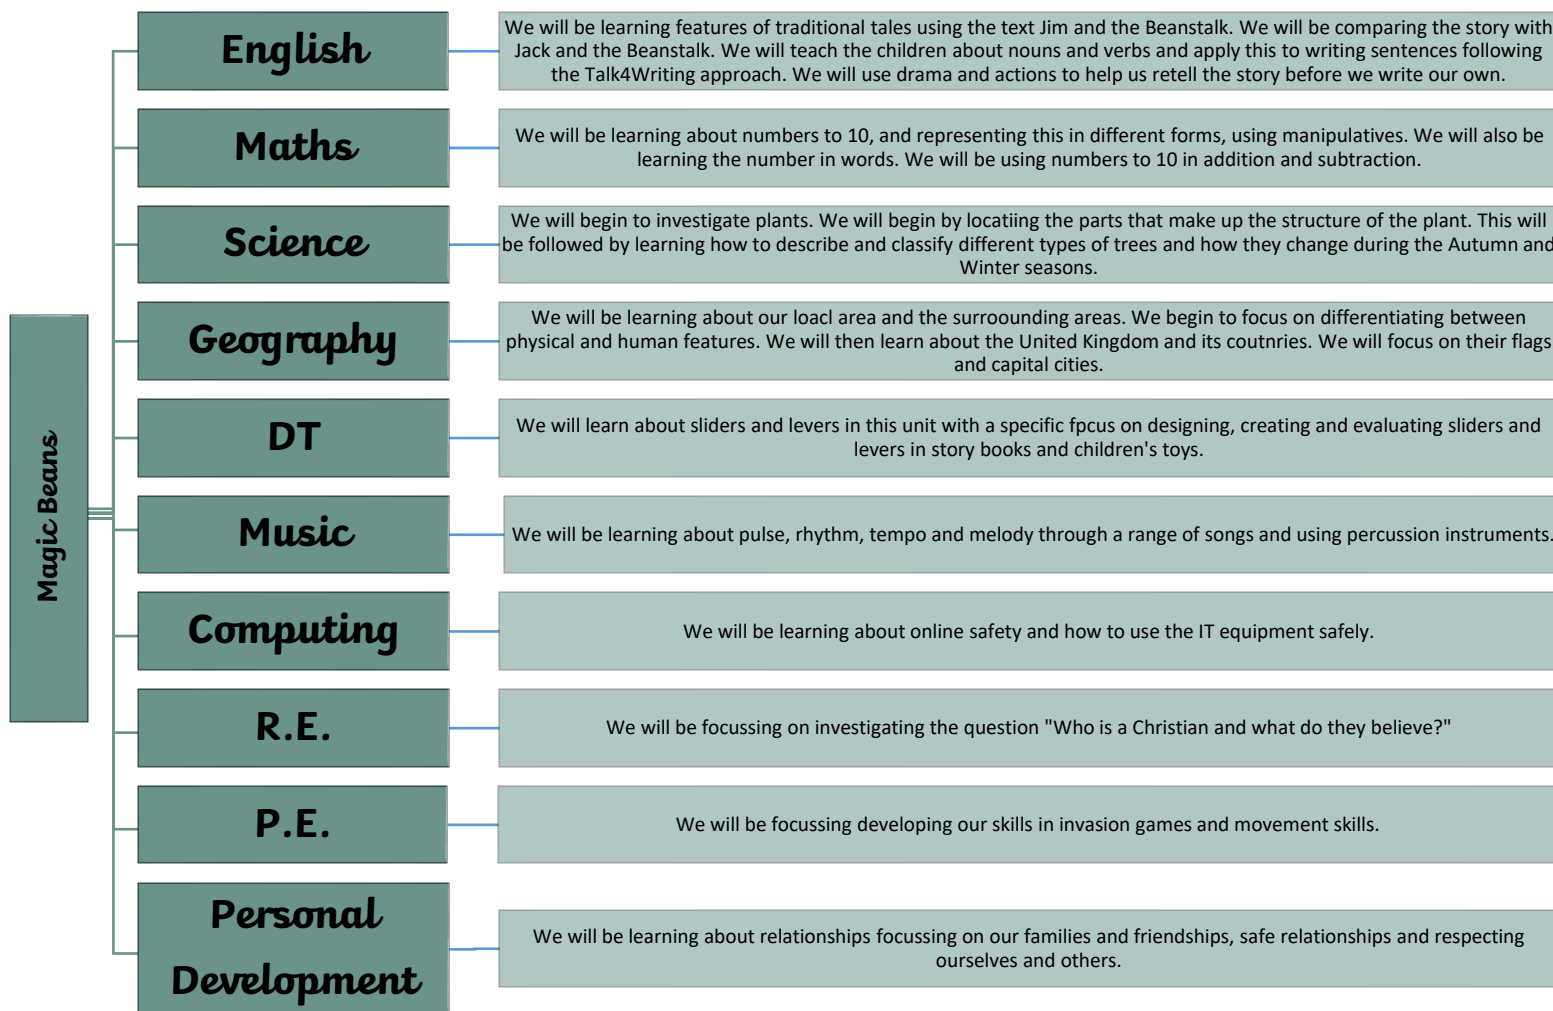 Magic Beans
English
We will be learning features of traditional tales using the text Jim and the Beanstalk. We will be comparing the story with
Jack and the Beanstalk. We will teach the children about nouns and verbs and apply this to writing sentences following
the Talk4Writing approach. We will use drama and actions to help us retell the story before we write our own.
Maths
We will be learning about numbers to 10, and representing this in different forms, using manipulatives. We will also be
learning the number in words. We will be using numbers to 10 in addition and subtraction.
Science
We will begin to investigate plants. We will begin by locatiing the parts that make up the structure of the plant. This will
be followed by learning how to describe and classify different types of trees and how they change during the Autumn and
Winter seasons.
Geography
We will be learning about our loacl area and the surroounding areas. We begin to focus on differentiating between
physical and human features. We will then learn about the United Kingdom and its coutnries. We will focus on their flags
and capital cities.
DT
We will learn about sliders and levers in this unit with a specific fpcus on designing, creating and evaluating sliders and
levers in story books and children's toys.
Music
We will be learning about pulse, rhythm, tempo and melody through a range of songs and using percussion instruments.
Computing
We will be learning about online safety and how to use the IT equipment safely.
R.E.
We will be focussing on investigating the question "Who is a Christian and what do they believe?"
P.E.
We will be focussing developing our skills in invasion games and movement skills.
Personal
Development
We will be learning about relationships focussing on our families and friendships, safe relationships and respecting
ourselves and others.